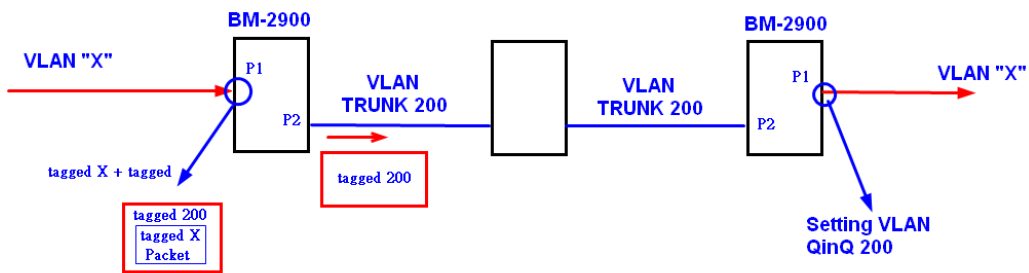 BM-2900
BM-2900
VLAN "X"
P1
VLAN
TRUNK 200
VLAN
TRUNK 200
P1
VLAN "X"
P2
P2
tagged X + tagged
tagged 200
tagged 200
tagged X
Packet
Setting VLAN
QinQ 200